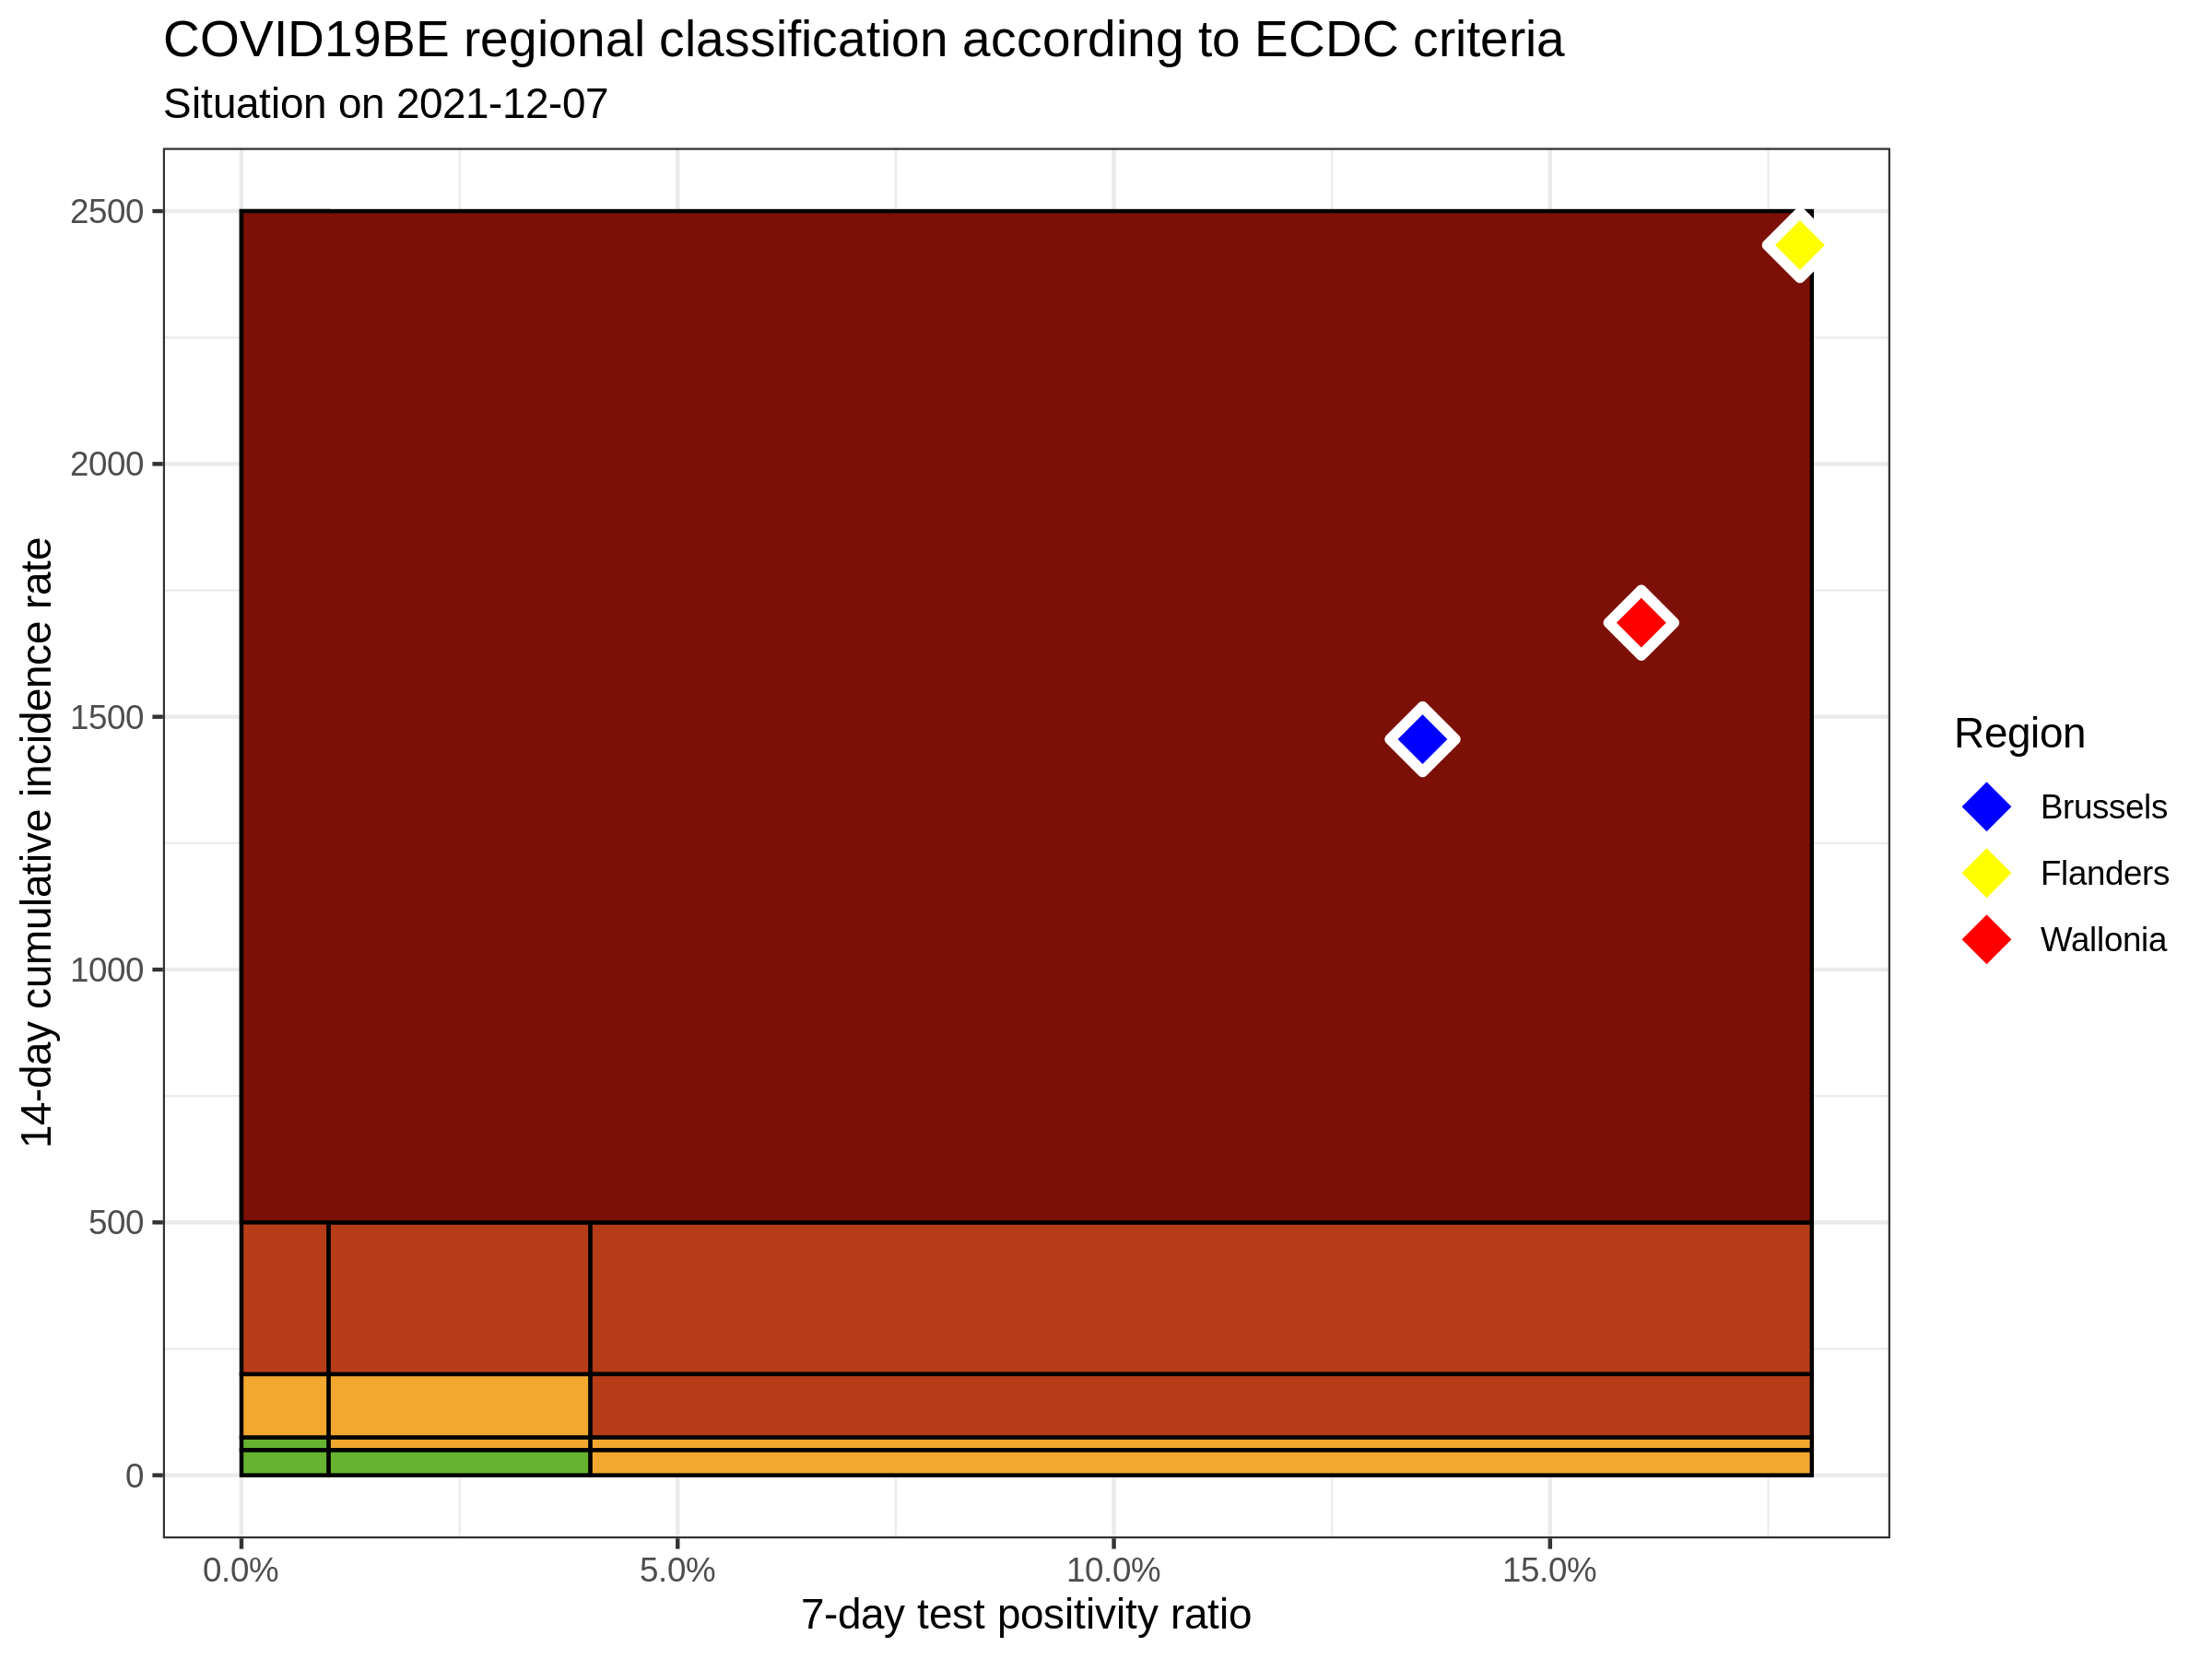 COVID19BE regional classification according to ECDC criteria
Situation on 2021-12-07
14-day cumulative incidence rate
2500
2000
1500
1000
500
0
0.0%
5.0%
10.0%
15.0%
7-day test positivity ratio
Region
Brussels
Flanders
Wallonia